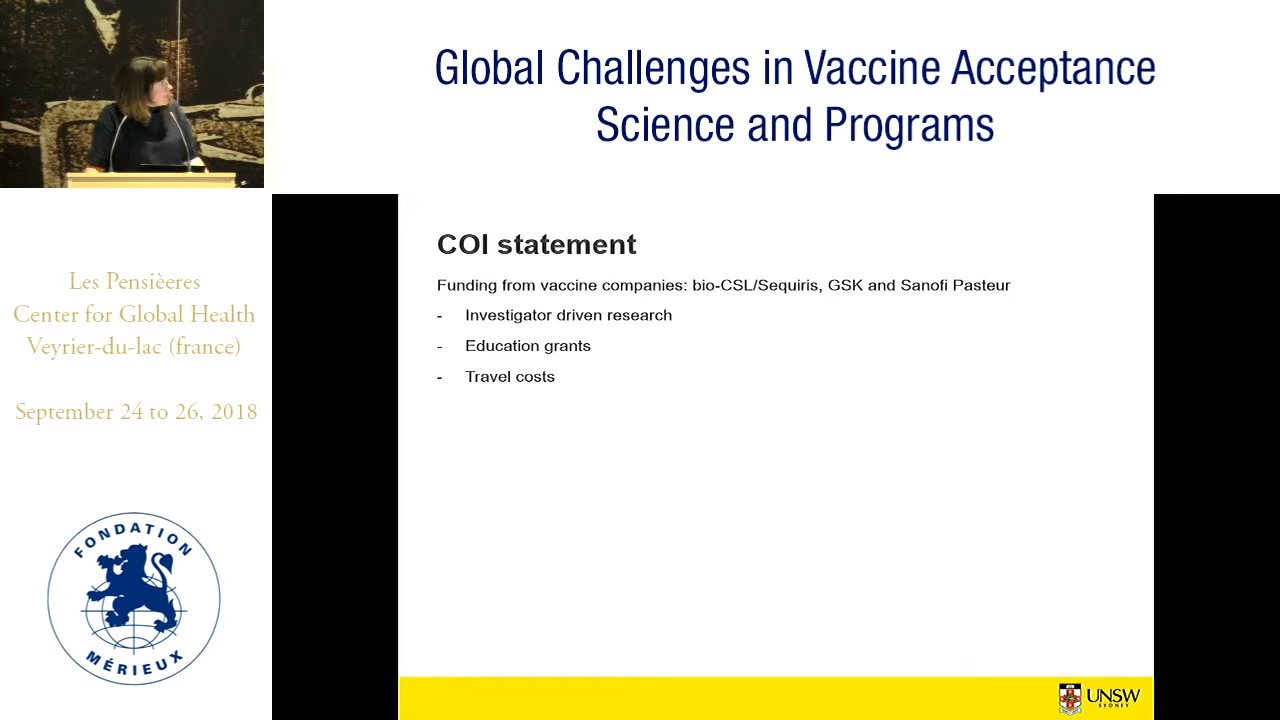 Global Challenges in Vaccine Acceptance
Science and Programs
Les Pensièeres
Center for Global Health
Veyrier-du-lac (france)
September 24 to 26, 2018
FONDATION
MÉRIEUX
COI statement
Funding from vaccine companies: bio-CSL/Sequiris, GSK and Sanofi Pasteur
- Investigator driven research
- Education grants
- Travel costs
UNSW
SYDNEY